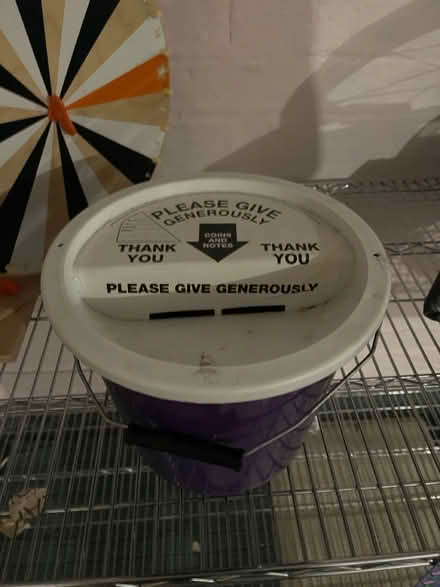 PLEASE GIVE
GENEROUSLY
COINS
AND
NOTES
THANK
YOU
THANK
YOU
PLEASE GIVE GENEROUSLY